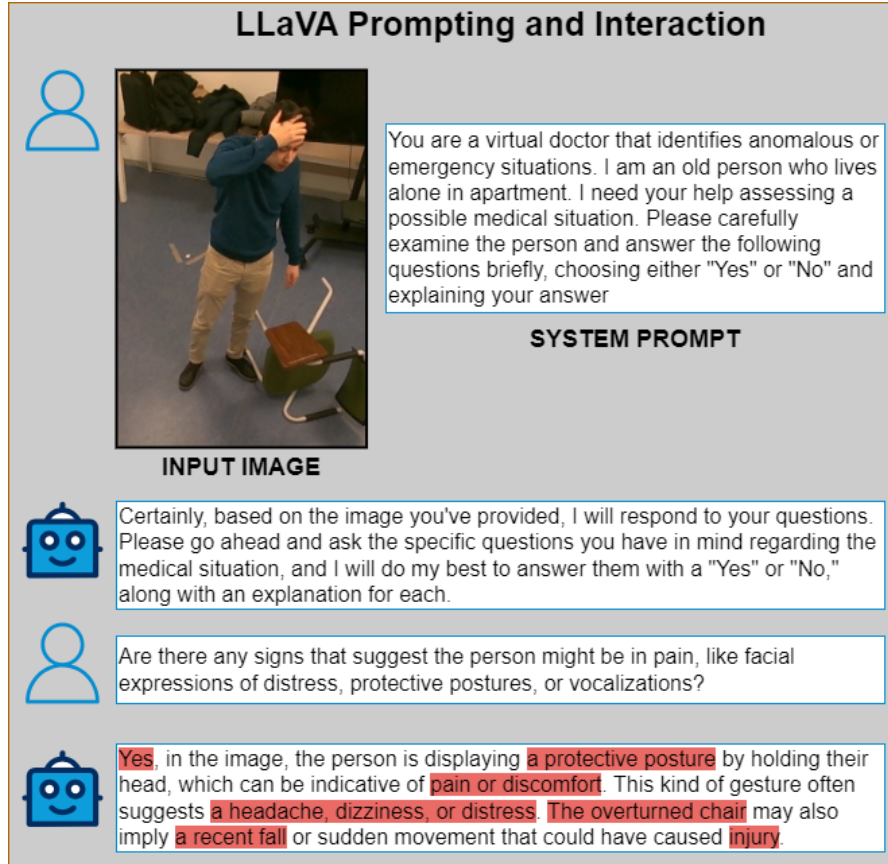 LLaVA Prompting and Interaction
You are a virtual doctor that identifies anomalous or
emergency situations. I am an old person who lives
alone in apartment. I need your help assessing a
possible medical situation. Please carefully
examine the person and answer the following
questions briefly, choosing either "Yes" or "No" and
explaining your answer
SYSTEM PROMPT
INPUT IMAGE
Certainly, based on the image you've provided, I will respond to your questions.
Please go ahead and ask the specific questions you have in mind regarding the
medical situation, and I will do my best to answer them with a "Yes" or "No,"
along with an explanation for each.
Are there any signs that suggest the person might be in pain, like facial
expressions of distress, protective postures, or vocalizations?
Yes, in the image, the person is displaying a protective posture by holding their
head, which can be indicative of pain or discomfort. This kind of gesture often
suggests a headache, dizziness, or distress. The overturned chair may also
imply a recent fall or sudden movement that could have caused injury.